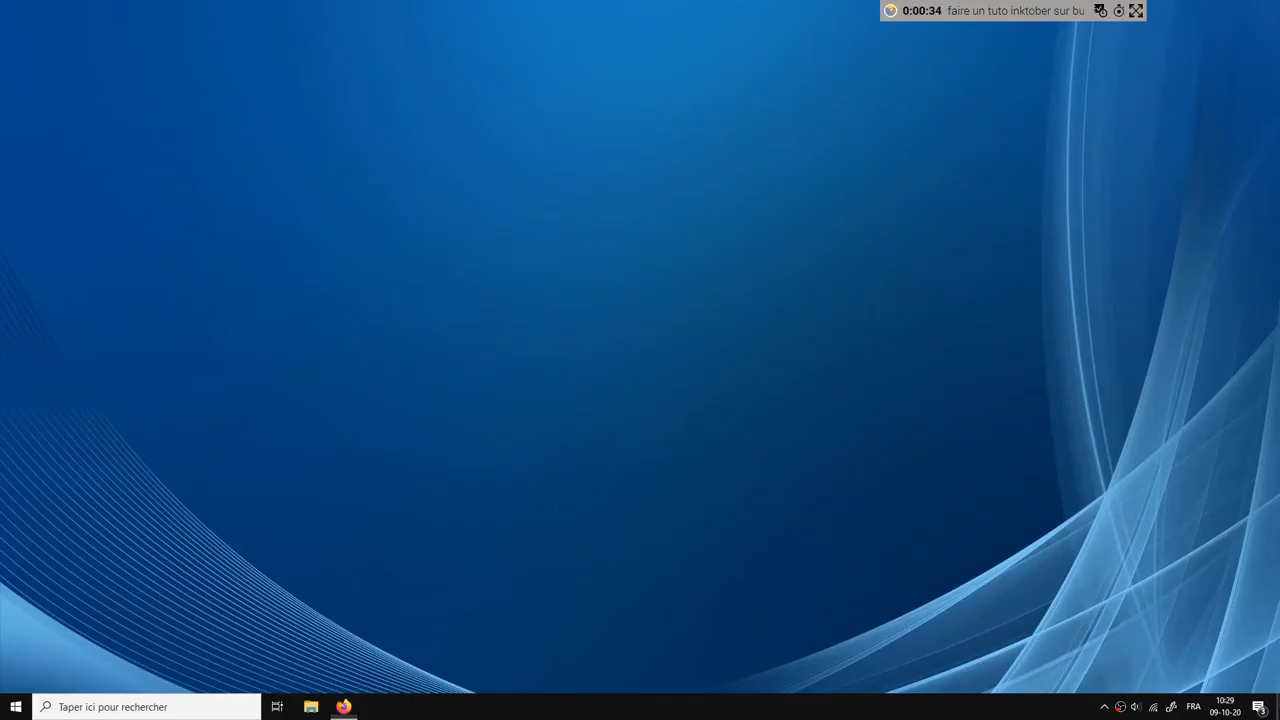 0:00:34 faire un tuto inktober sur bu
Taper ici pour rechercher
FRA
10:29
09-10-20
3